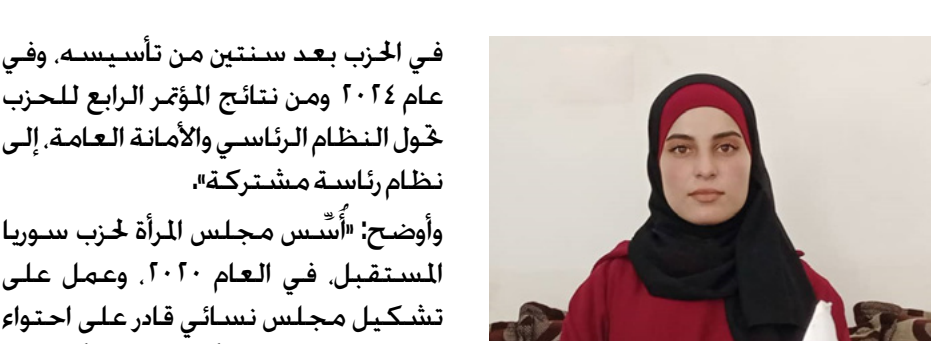 في الحزب بعد سنتين من تأسيسه، وفي
عام ٢٠٢٤ ومن نتائج المؤتمر الرابع للحزب
تحول النظام الرئاسي والأمانة العامة، إلى
نظام رئاسة مشتركة».
وأوضح: «أُسِّس مجلس المرأة لحزب سوريا
المستقبل، في العام ٢٠٢٠، وعمل على
تشكيل مجلس نسائي قادر على احتواء